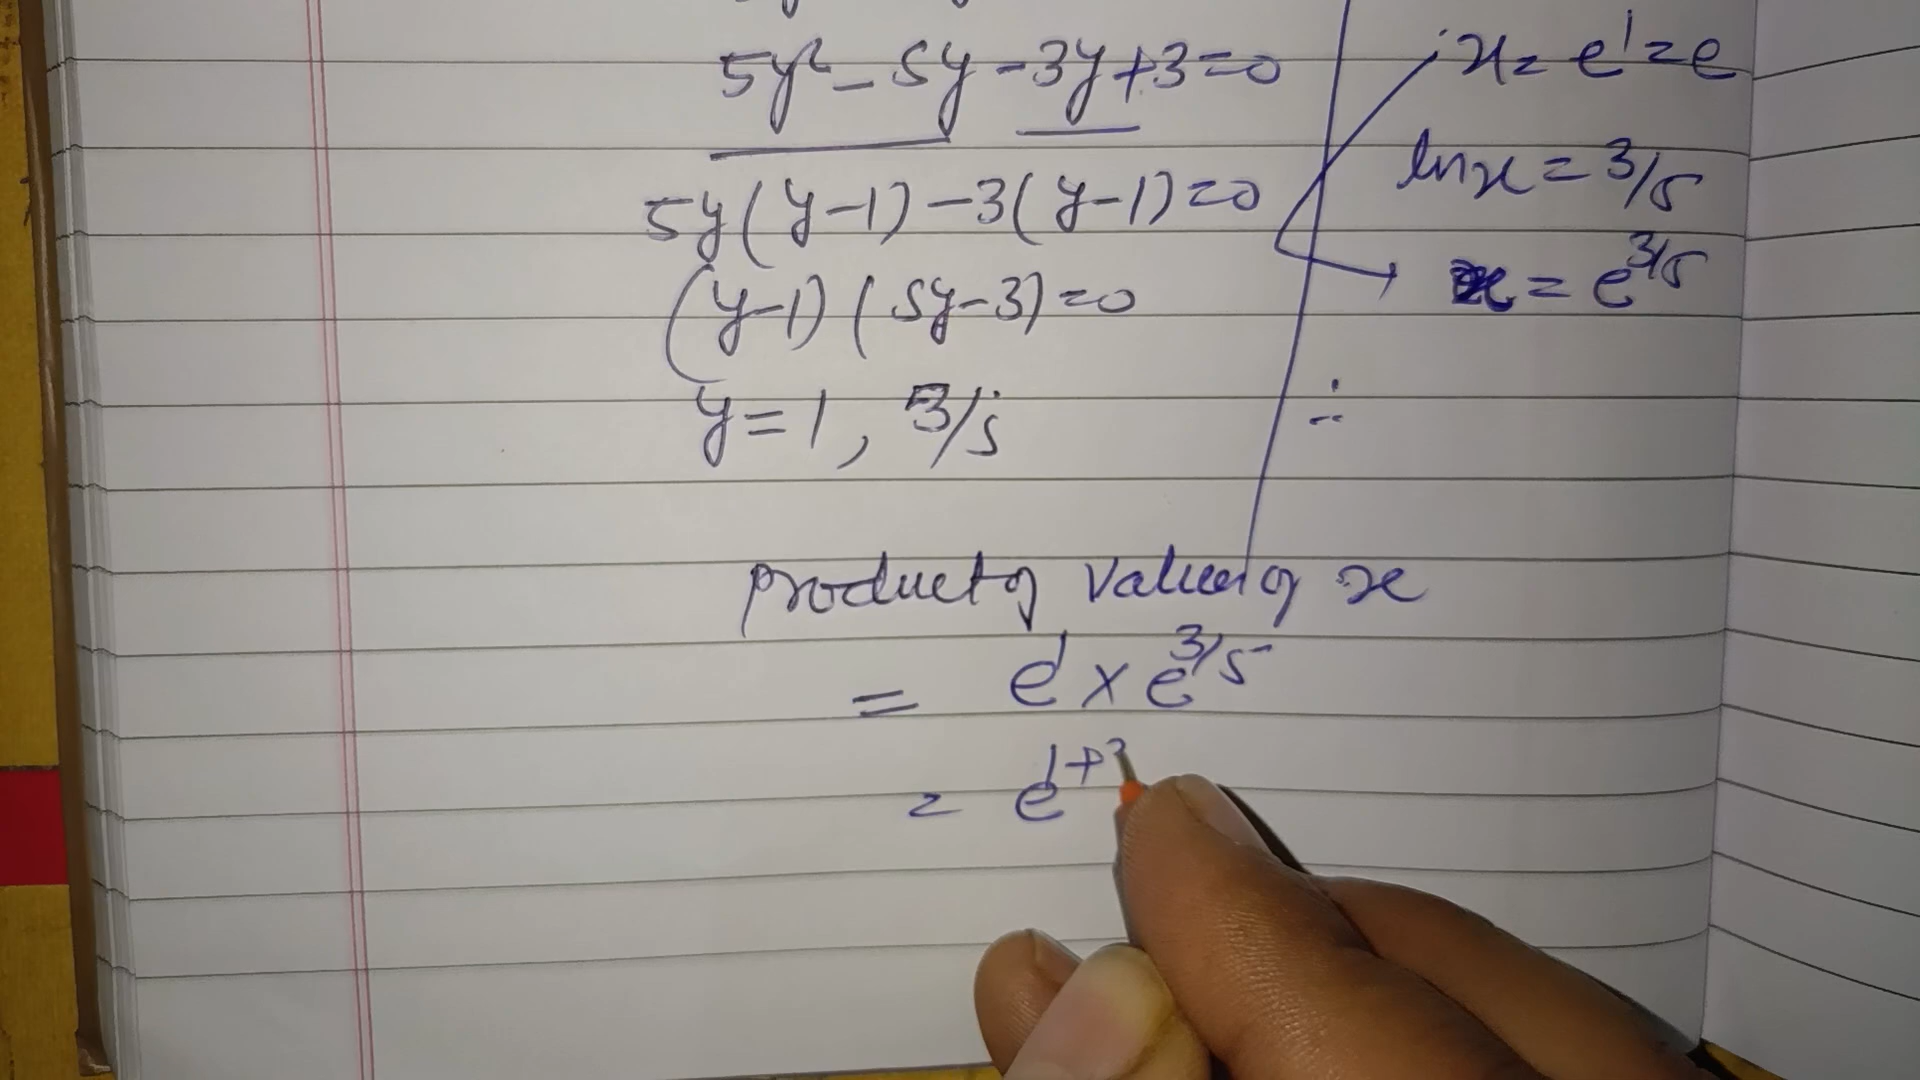 5y² - 5y - 3y + 3 = 0
5y(y-1) - 3(y-1) = 0
(y-1)(5y-3) = 0
y = 1, 3/5
x = e¹ = e
ln x = 3/5
x = e^3/5
product of value of x
= e¹ × e^3/5
= e^1+3